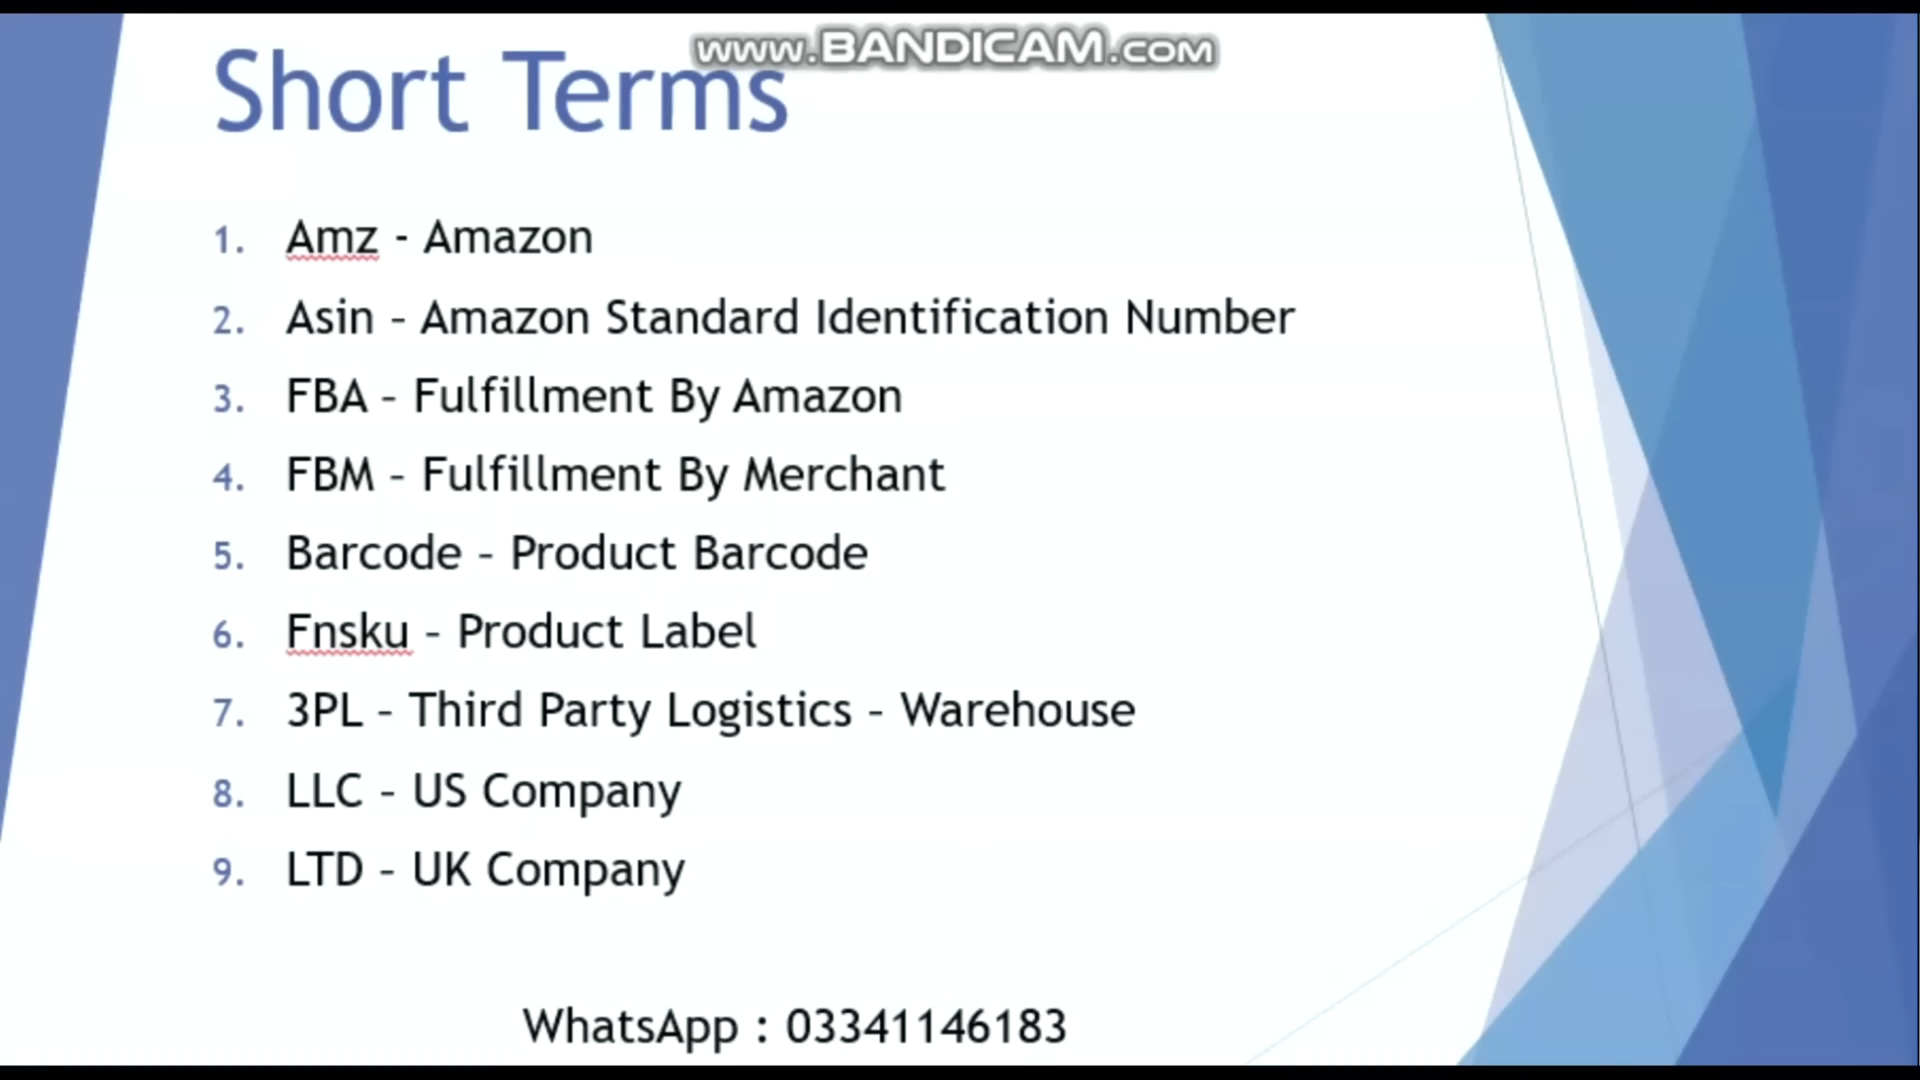 www.BANDICAM.com
Short Terms
1. Amz - Amazon
2. Asin – Amazon Standard Identification Number
3. FBA – Fulfillment By Amazon
4. FBM – Fulfillment By Merchant
5. Barcode – Product Barcode
6. Fnsku – Product Label
7. 3PL – Third Party Logistics – Warehouse
8. LLC – US Company
9. LTD – UK Company
WhatsApp : 03341146183